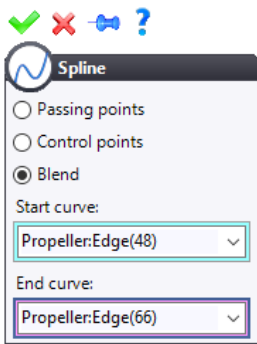 Spline
Passing points
Control points
Blend
Start curve:
Propeller:Edge(48)
End curve:
Propeller:Edge(66)